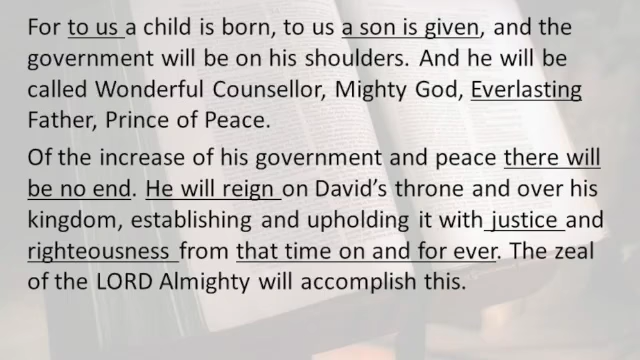 For to us a child is born, to us a son is given, and the
government will be on his shoulders. And he will be
called Wonderful Counsellor, Mighty God, Everlasting
Father, Prince of Peace.
Of the increase of his government and peace there will
be no end. He will reign on David’s throne and over his
kingdom, establishing and upholding it with justice and
righteousness from that time on and for ever. The zeal
of the LORD Almighty will accomplish this.